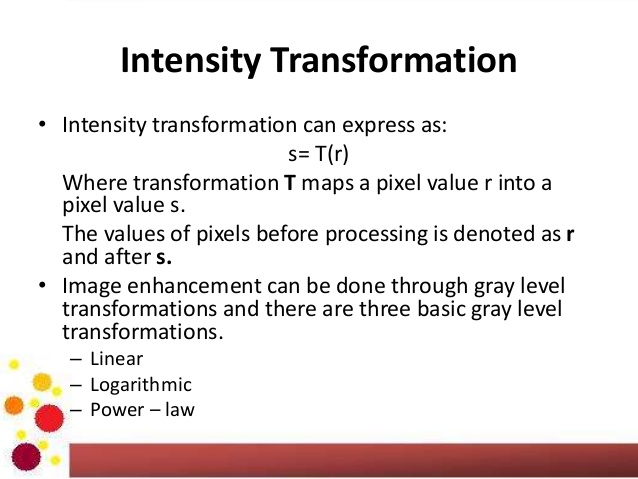 Intensity Transformation
• Intensity transformation can express as:
s= T(r)
Where transformation T maps a pixel value r into a
pixel value s.
The values of pixels before processing is denoted as r
and after s.
• Image enhancement can be done through gray level
transformations and there are three basic gray level
transformations.
– Linear
– Logarithmic
– Power – law